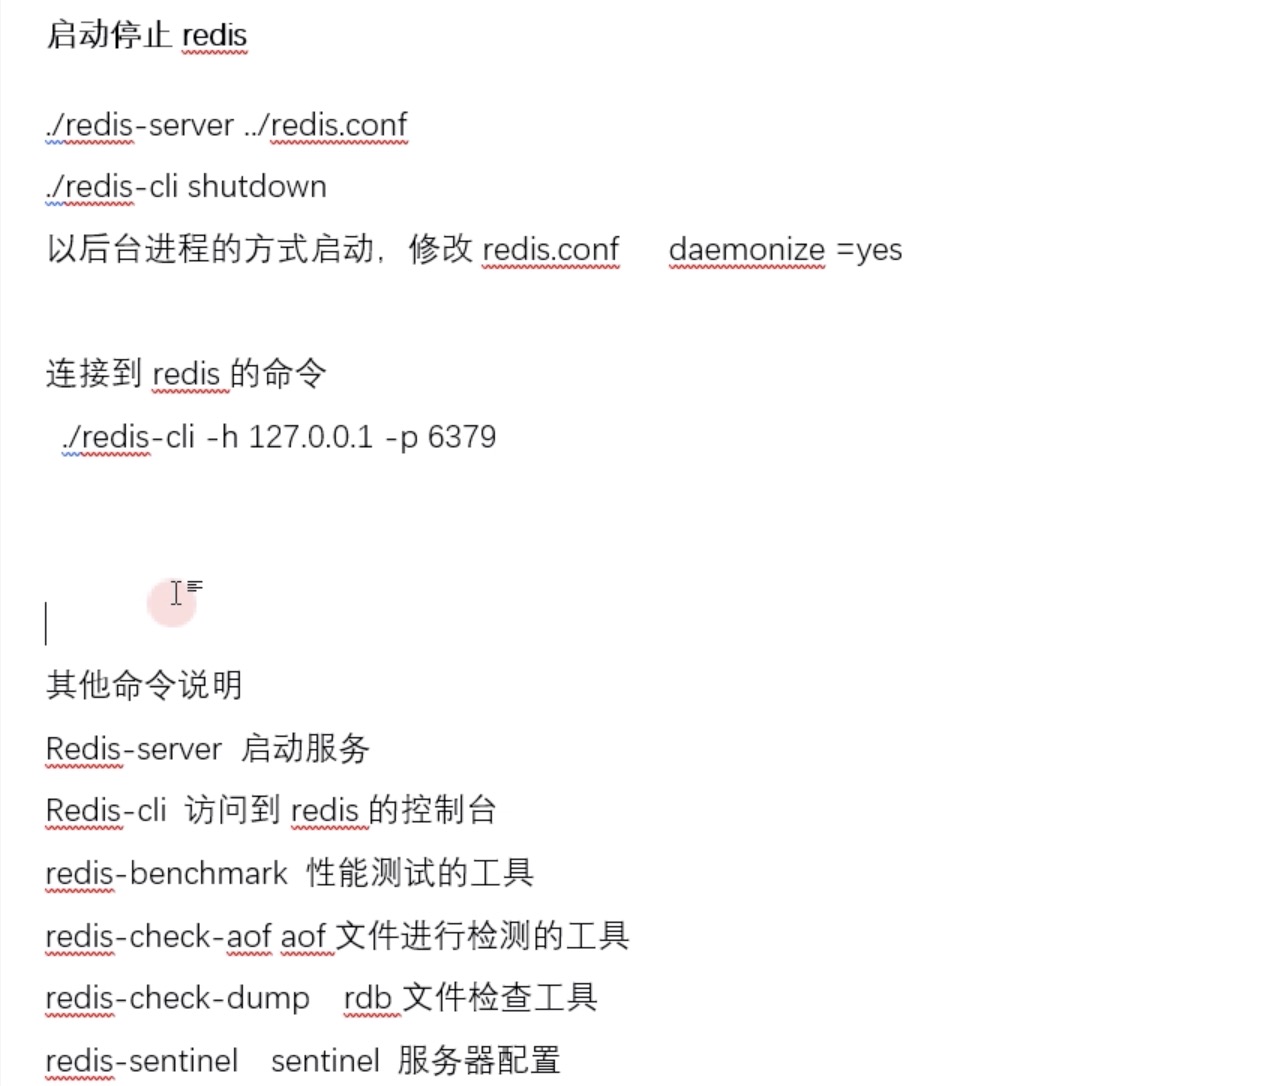 启动停止 redis
./redis-server ../redis.conf
./redis-cli shutdown
以后台进程的方式启动，修改 redis.conf daemonize =yes
连接到 redis 的命令
./redis-cli -h 127.0.0.1 -p 6379
其他命令说明
Redis-server 启动服务
Redis-cli 访问到 redis 的控制台
redis-benchmark 性能测试的工具
redis-check-aof aof 文件进行检测的工具
redis-check-dump rdb 文件检查工具
redis-sentinel sentinel 服务器配置